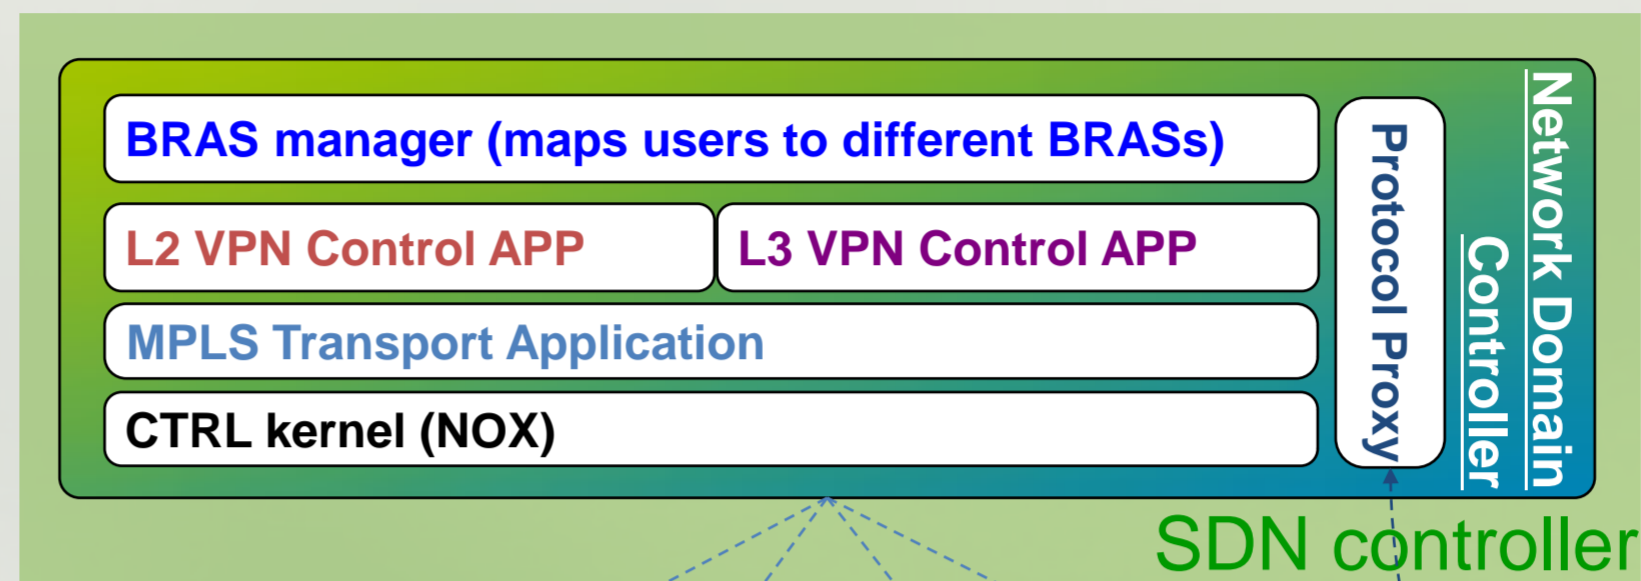 BRAS manager (maps users to different BRASs)
L2 VPN Control APP
L3 VPN Control APP
MPLS Transport Application
CTRL kernel (NOX)
Protocol Proxy
Network Domain
Controller
SDN controller